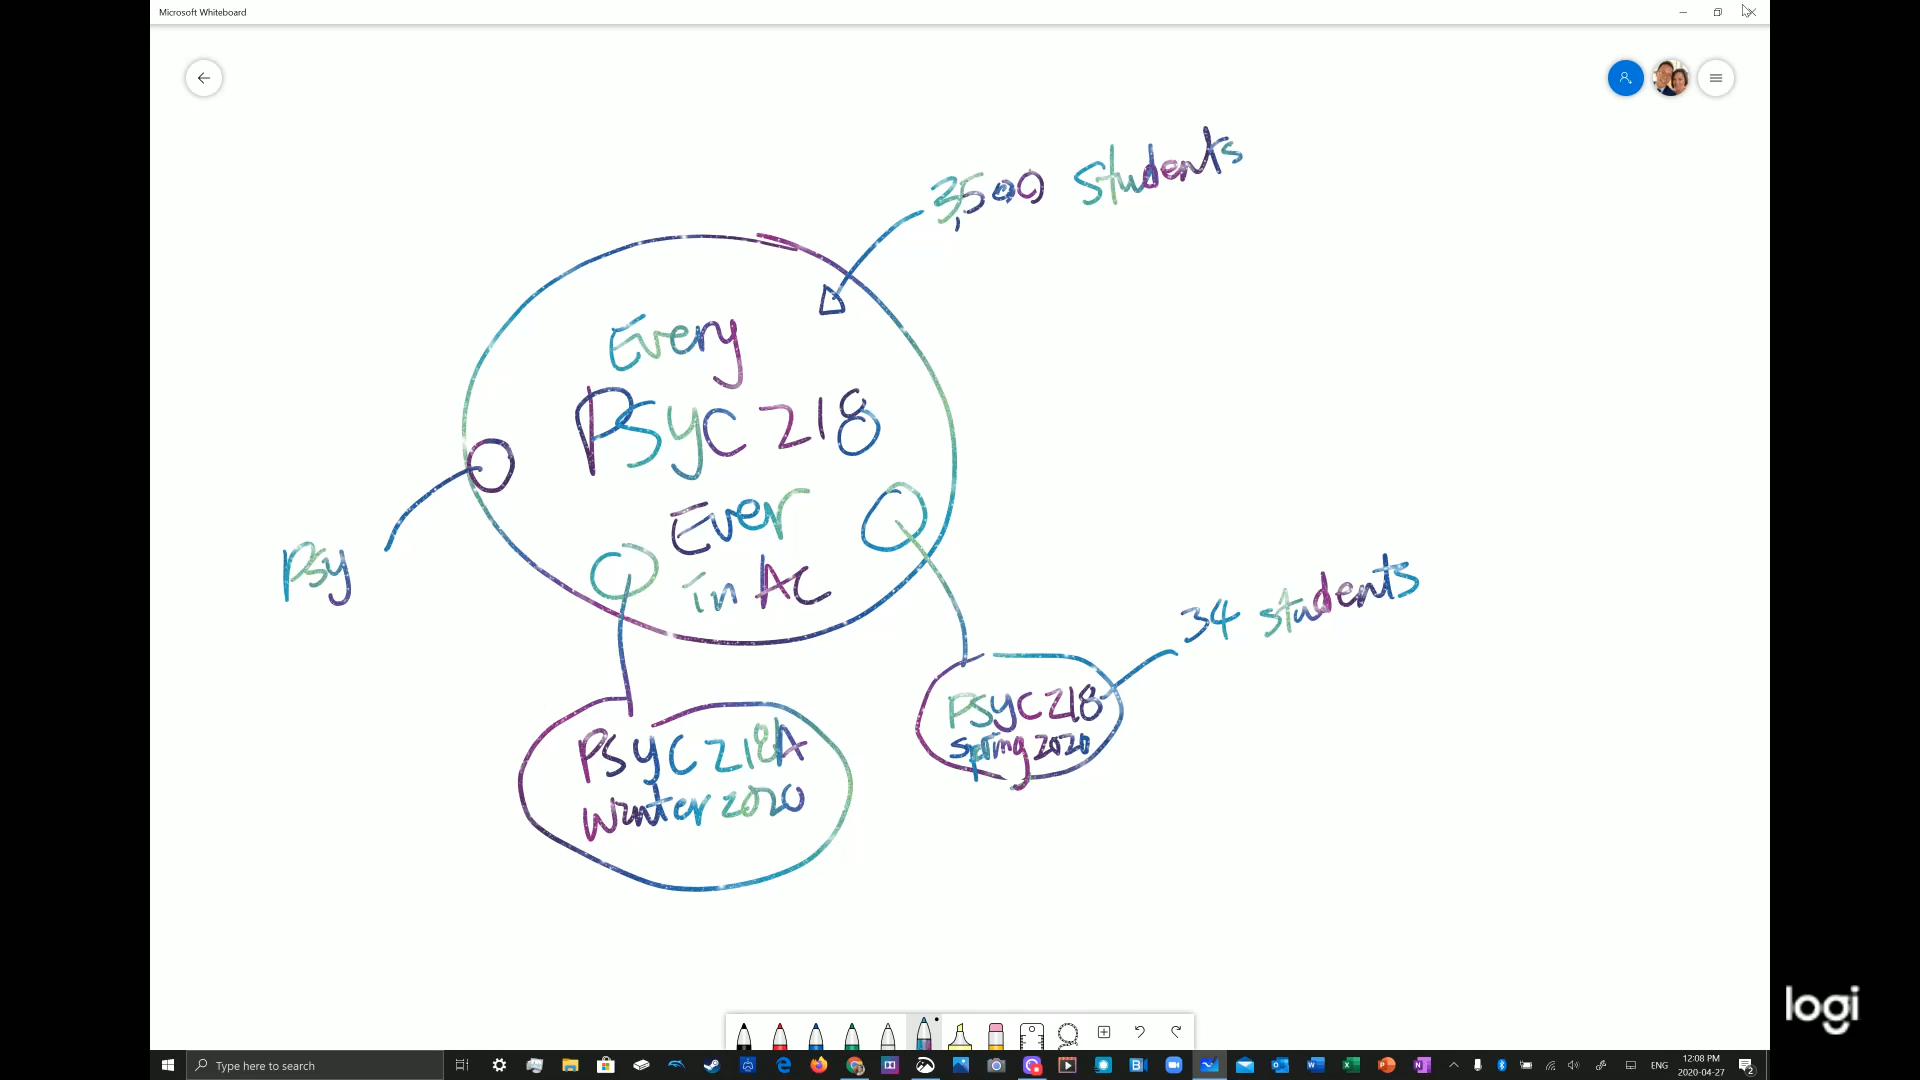 Microsoft Whiteboard
3,500 students
Every
PSYC 218
Ever
in AC
Psy
34 students
PSYC 218
Spring 2020
PSYC 218A
Winter 2020
logi
Type here to search
ENG
12:08 PM
2020-04-27
2